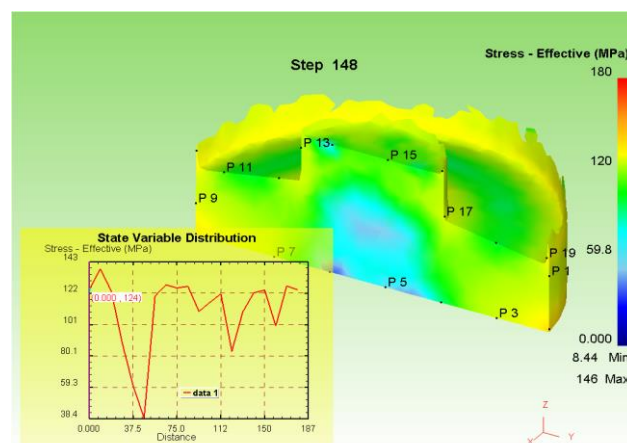 Step 148
Stress - Effective (MPa)
180
120
59.8
0.000
8.44 Min
146 Max
P 13
P 15
P 11
P 9
P 17
P 19
P 1
P 7
P 5
P 3
State Variable Distribution
Stress - Effective (MPa)
143
122
(0.000 , 124)
101
80.1
59.3
data 1
38.4
0.000 37.5 75.0 112 150 187
Distance
Z
X Y